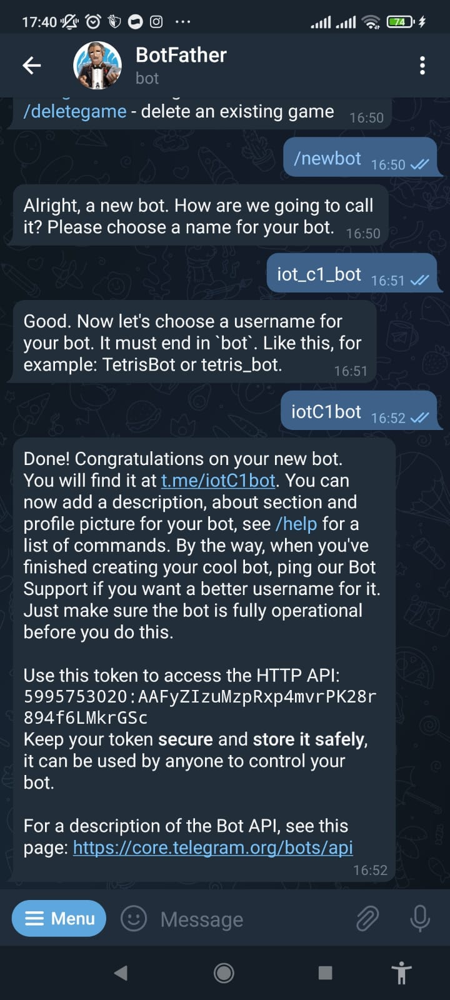 17:40
74
BotFather
bot
/deletegame - delete an existing game 16:50
/newbot 16:50
Alright, a new bot. How are we going to call
it? Please choose a name for your bot. 16:50
iot_c1_bot 16:51
Good. Now let's choose a username for
your bot. It must end in `bot`. Like this, for
example: TetrisBot or tetris_bot. 16:51
iotC1bot 16:52
Done! Congratulations on your new bot.
You will find it at t.me/iotC1bot. You can
now add a description, about section and
profile picture for your bot, see /help for a
list of commands. By the way, when you've
finished creating your cool bot, ping our Bot
Support if you want a better username for it.
Just make sure the bot is fully operational
before you do this.
Use this token to access the HTTP API:
5995753020:AAFyZIzuMzpRxp4mvrPK28r
894f6LMkrGSc
Keep your token secure and store it safely,
it can be used by anyone to control your
bot.
For a description of the Bot API, see this
page: https://core.telegram.org/bots/api
16:52
Menu
Message